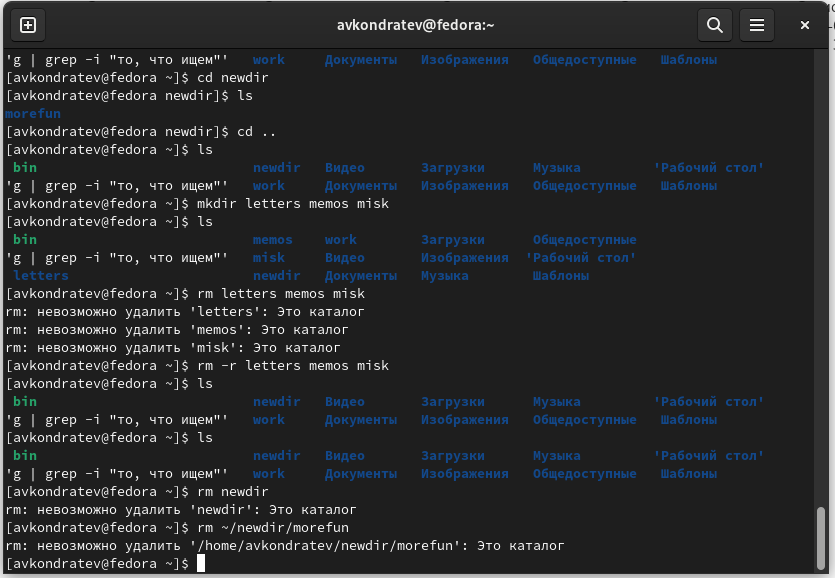 avkondratev@fedora:~
'g | grep -i "то, что ищем"' work Документы Изображения Общедоступные Шаблоны
[avkondratev@fedora ~]$ cd newdir
[avkondratev@fedora newdir]$ ls
morefun
[avkondratev@fedora newdir]$ cd ..
[avkondratev@fedora ~]$ ls
bin newdir Видео Загрузки Музыка 'Рабочий стол'
'g | grep -i "то, что ищем"' work Документы Изображения Общедоступные Шаблоны
[avkondratev@fedora ~]$ mkdir letters memos misk
[avkondratev@fedora ~]$ ls
bin memos work Загрузки Общедоступные
'g | grep -i "то, что ищем"' misk Видео Изображения 'Рабочий стол'
letters newdir Документы Музыка Шаблоны
[avkondratev@fedora ~]$ rm letters memos misk
rm: невозможно удалить 'letters': Это каталог
rm: невозможно удалить 'memos': Это каталог
rm: невозможно удалить 'misk': Это каталог
[avkondratev@fedora ~]$ rm -r letters memos misk
[avkondratev@fedora ~]$ ls
bin newdir Видео Загрузки Музыка 'Рабочий стол'
'g | grep -i "то, что ищем"' work Документы Изображения Общедоступные Шаблоны
[avkondratev@fedora ~]$ ls
bin newdir Видео Загрузки Музыка 'Рабочий стол'
'g | grep -i "то, что ищем"' work Документы Изображения Общедоступные Шаблоны
[avkondratev@fedora ~]$ rm newdir
rm: невозможно удалить 'newdir': Это каталог
[avkondratev@fedora ~]$ rm ~/newdir/morefun
rm: невозможно удалить '/home/avkondratev/newdir/morefun': Это каталог
[avkondratev@fedora ~]$